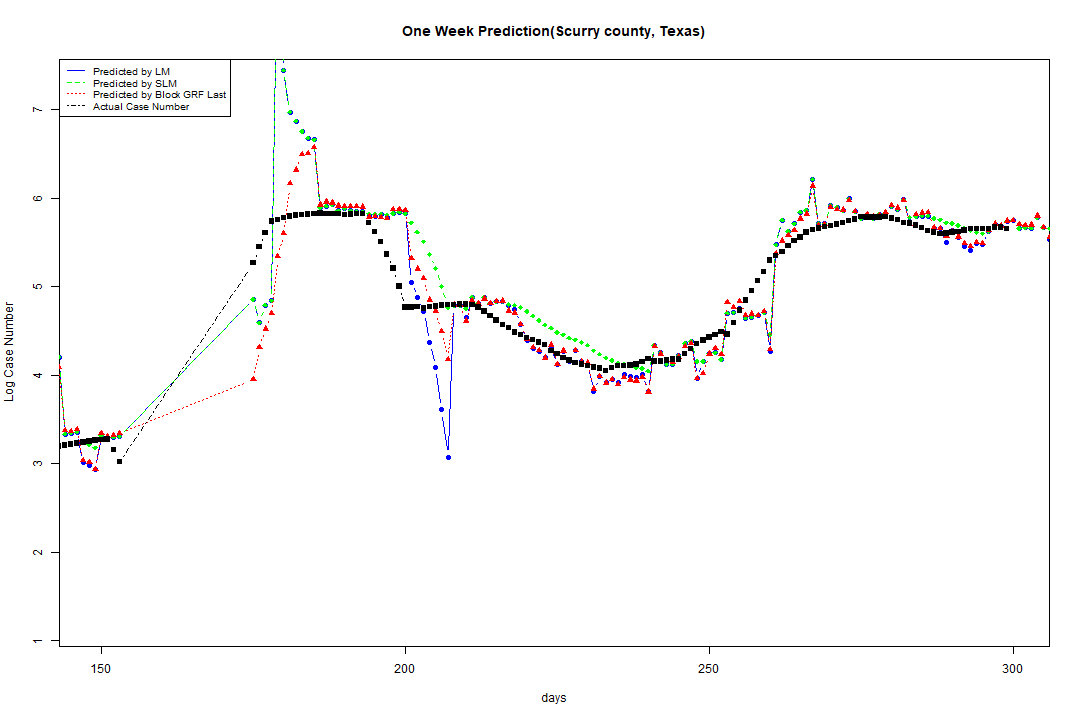 One Week Prediction(Scurry county, Texas)
Predicted by LM
Predicted by SLM
Predicted by Block GRF Last
Actual Case Number
Log Case Number
7
6
5
4
3
2
1
150
200
250
300
days